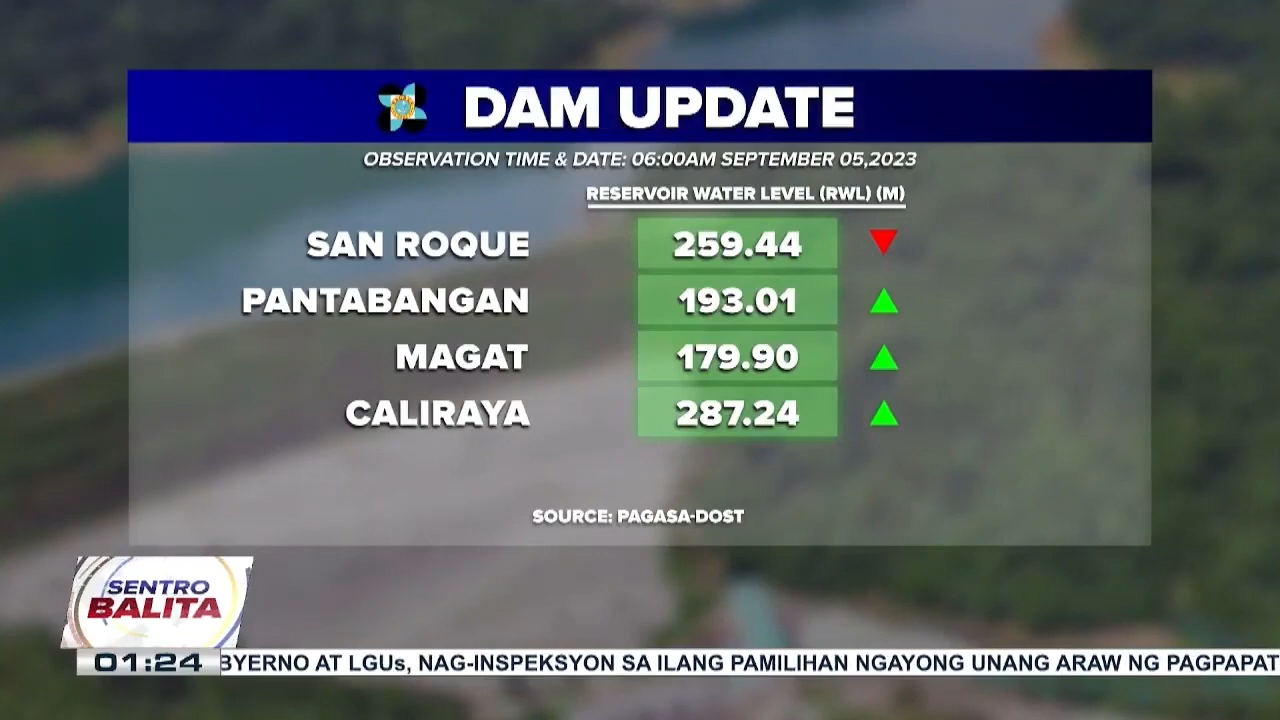 DAM UPDATE
OBSERVATION TIME & DATE: 06:00AM SEPTEMBER 05,2023
RESERVOIR WATER LEVEL (RWL) (M)
SAN ROQUE 259.44
PANTABANGAN 193.01
MAGAT 179.90
CALIRAYA 287.24
SOURCE: PAGASA-DOST
SENTRO
BALITA
01:24 BYERNO AT LGUs, NAG-INSPEKSYON SA ILANG PAMILIHAN NGAYONG UNANG ARAW NG PAGPAPAT